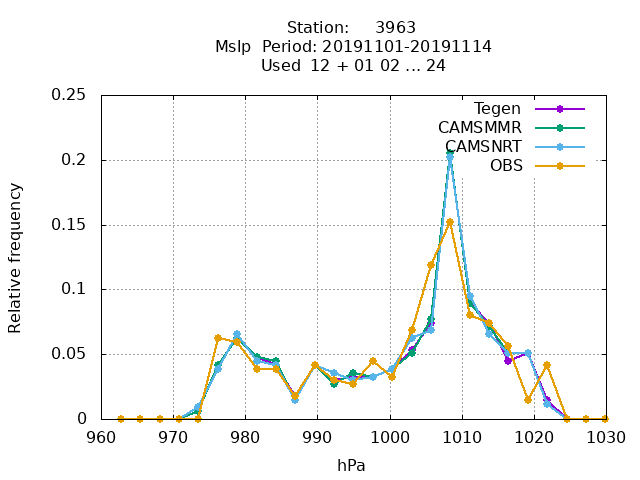 Station:     3963
Mslp  Period: 20191101-20191114
Used  12 + 01 02 ... 24
0.25
0.2
0.15
0.1
0.05
0
Relative frequency
Tegen
CAMSMMR
CAMSNRT
OBS
960 970 980 990 1000 1010 1020 1030
hPa